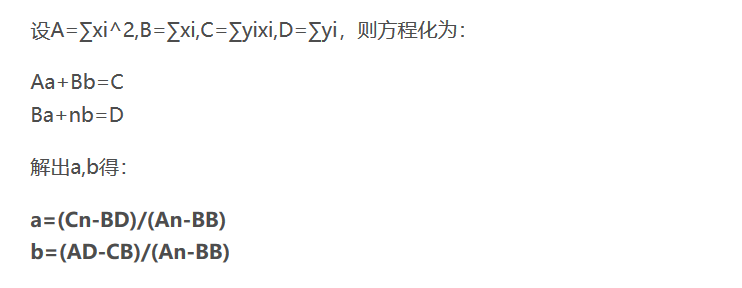 设A=∑xi^2,B=∑xi,C=∑yixi,D=∑yi，则方程化为：
Aa+Bb=C
Ba+nb=D
解出a,b得：
a=(Cn-BD)/(An-BB)
b=(AD-CB)/(An-BB)